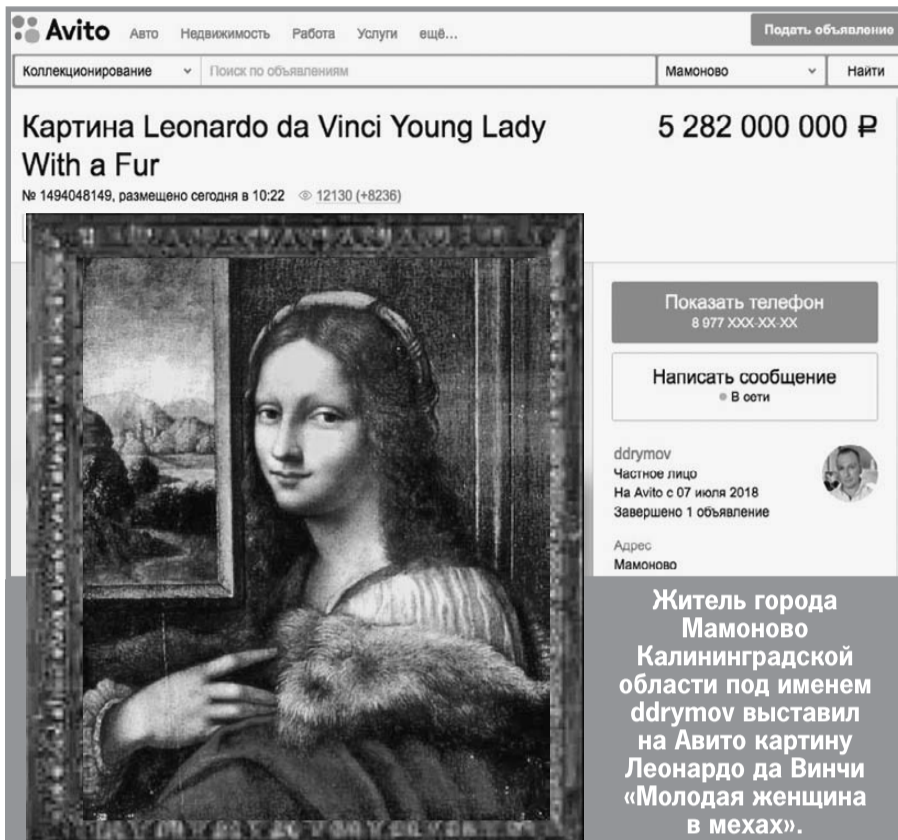 Avito Авто Недвижимость Работа Услуги ещё... Подать объявление
Коллекционирование Поиск по объявлениям Мамоново Найти
Картина Leonardo da Vinci Young Lady 5 282 000 000 ₽
With a Fur
№ 1494048149, размещено сегодня в 10:22 12130 (+8236)
Показать телефон
8 977 XXX-XX-XX
Написать сообщение
В сети
ddrymov
Частное лицо
На Avito с 07 июля 2018
Завершено 1 объявление
Адрес
Мамоново
Житель города
Мамоново
Калининградской
области под именем
ddrymov выставил
на Авито картину
Леонардо да Винчи
«Молодая женщина
в мехах».